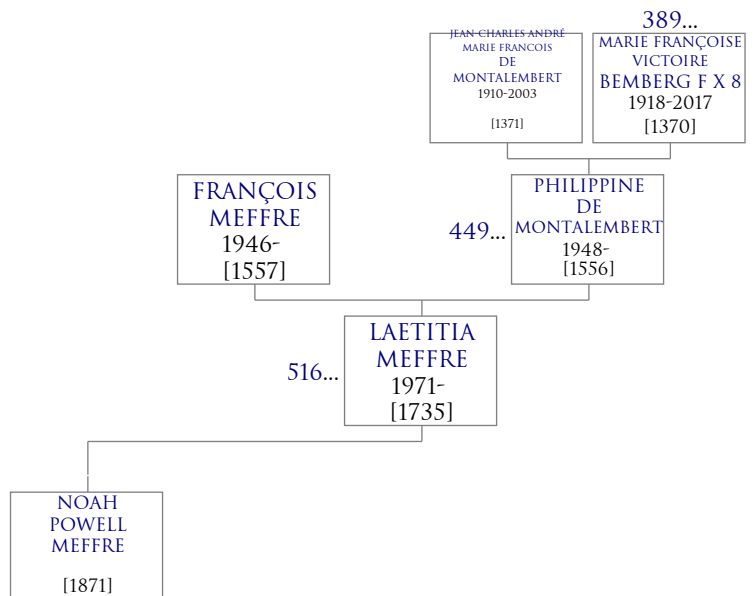 389...
JEAN-CHARLES ANDRÉ
MARIE FRANCOIS
DE
MONTALEMBERT
1910-2003
[1371]
MARIE FRANÇOISE
VICTOIRE
BEMBERG F X 8
1918-2017
[1370]
FRANÇOIS
MEFFRE
1946-
[1557]
449...
PHILIPPINE
DE
MONTALEMBERT
1948-
[1556]
516...
LAETITIA
MEFFRE
1971-
[1735]
NOAH
POWELL
MEFFRE
[1871]